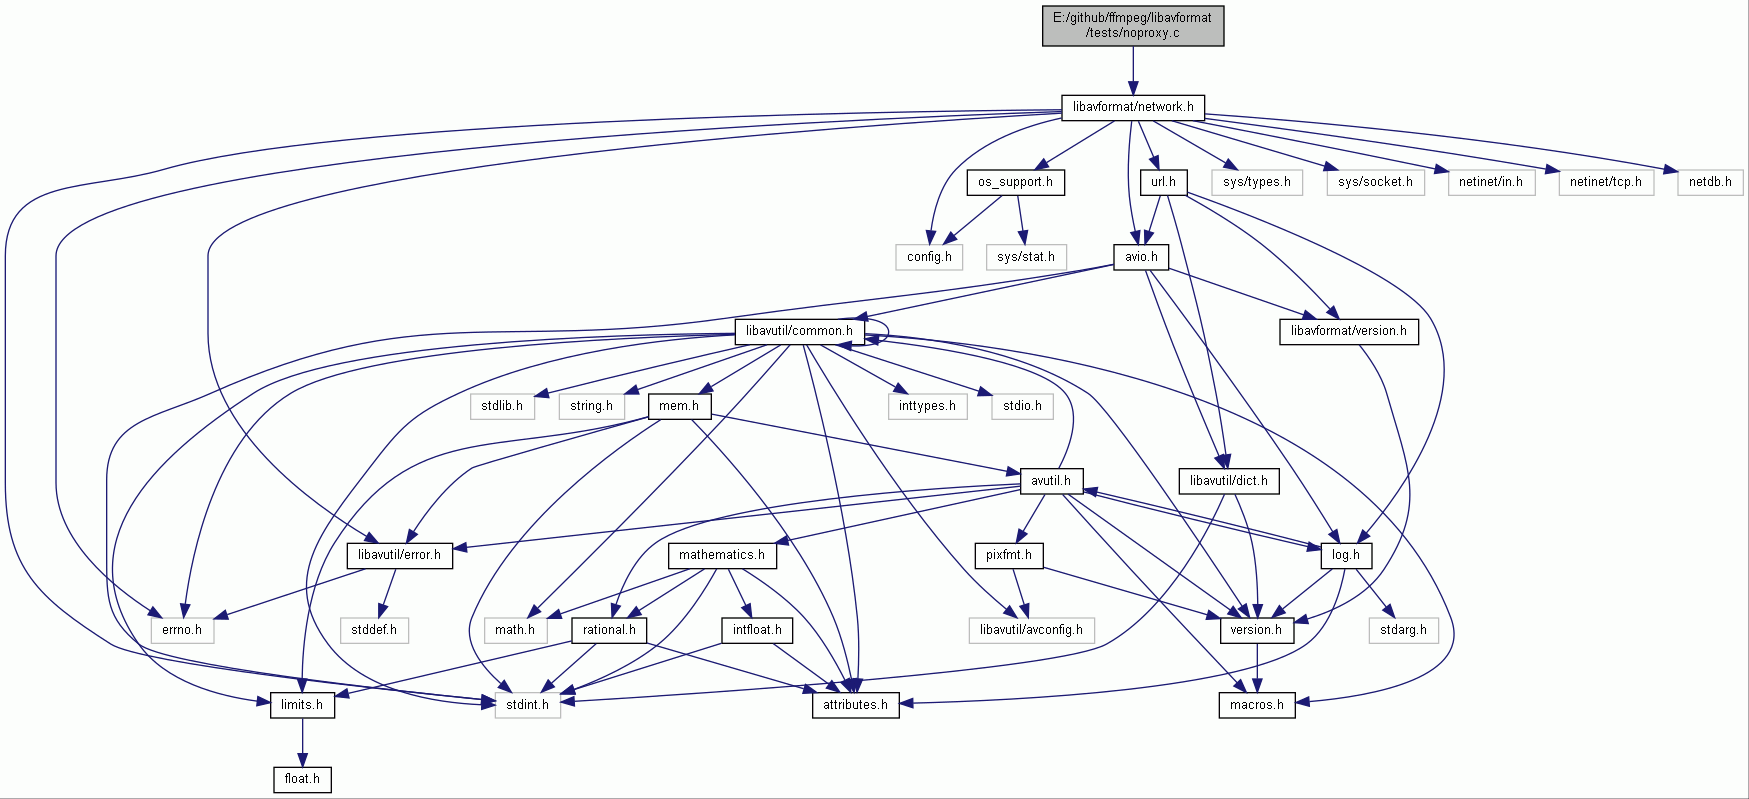 E:/github/ffmpeg/libavformat
/tests/noproxy.c
libavformat/network.h
os_support.h
url.h
sys/types.h
sys/socket.h
netinet/in.h
netinet/tcp.h
netdb.h
config.h
sys/stat.h
avio.h
libavutil/common.h
libavformat/version.h
stdlib.h
string.h
mem.h
inttypes.h
stdio.h
avutil.h
libavutil/dict.h
libavutil/error.h
mathematics.h
pixfmt.h
log.h
errno.h
stddef.h
math.h
rational.h
intfloat.h
libavutil/avconfig.h
version.h
stdarg.h
limits.h
stdint.h
attributes.h
macros.h
float.h